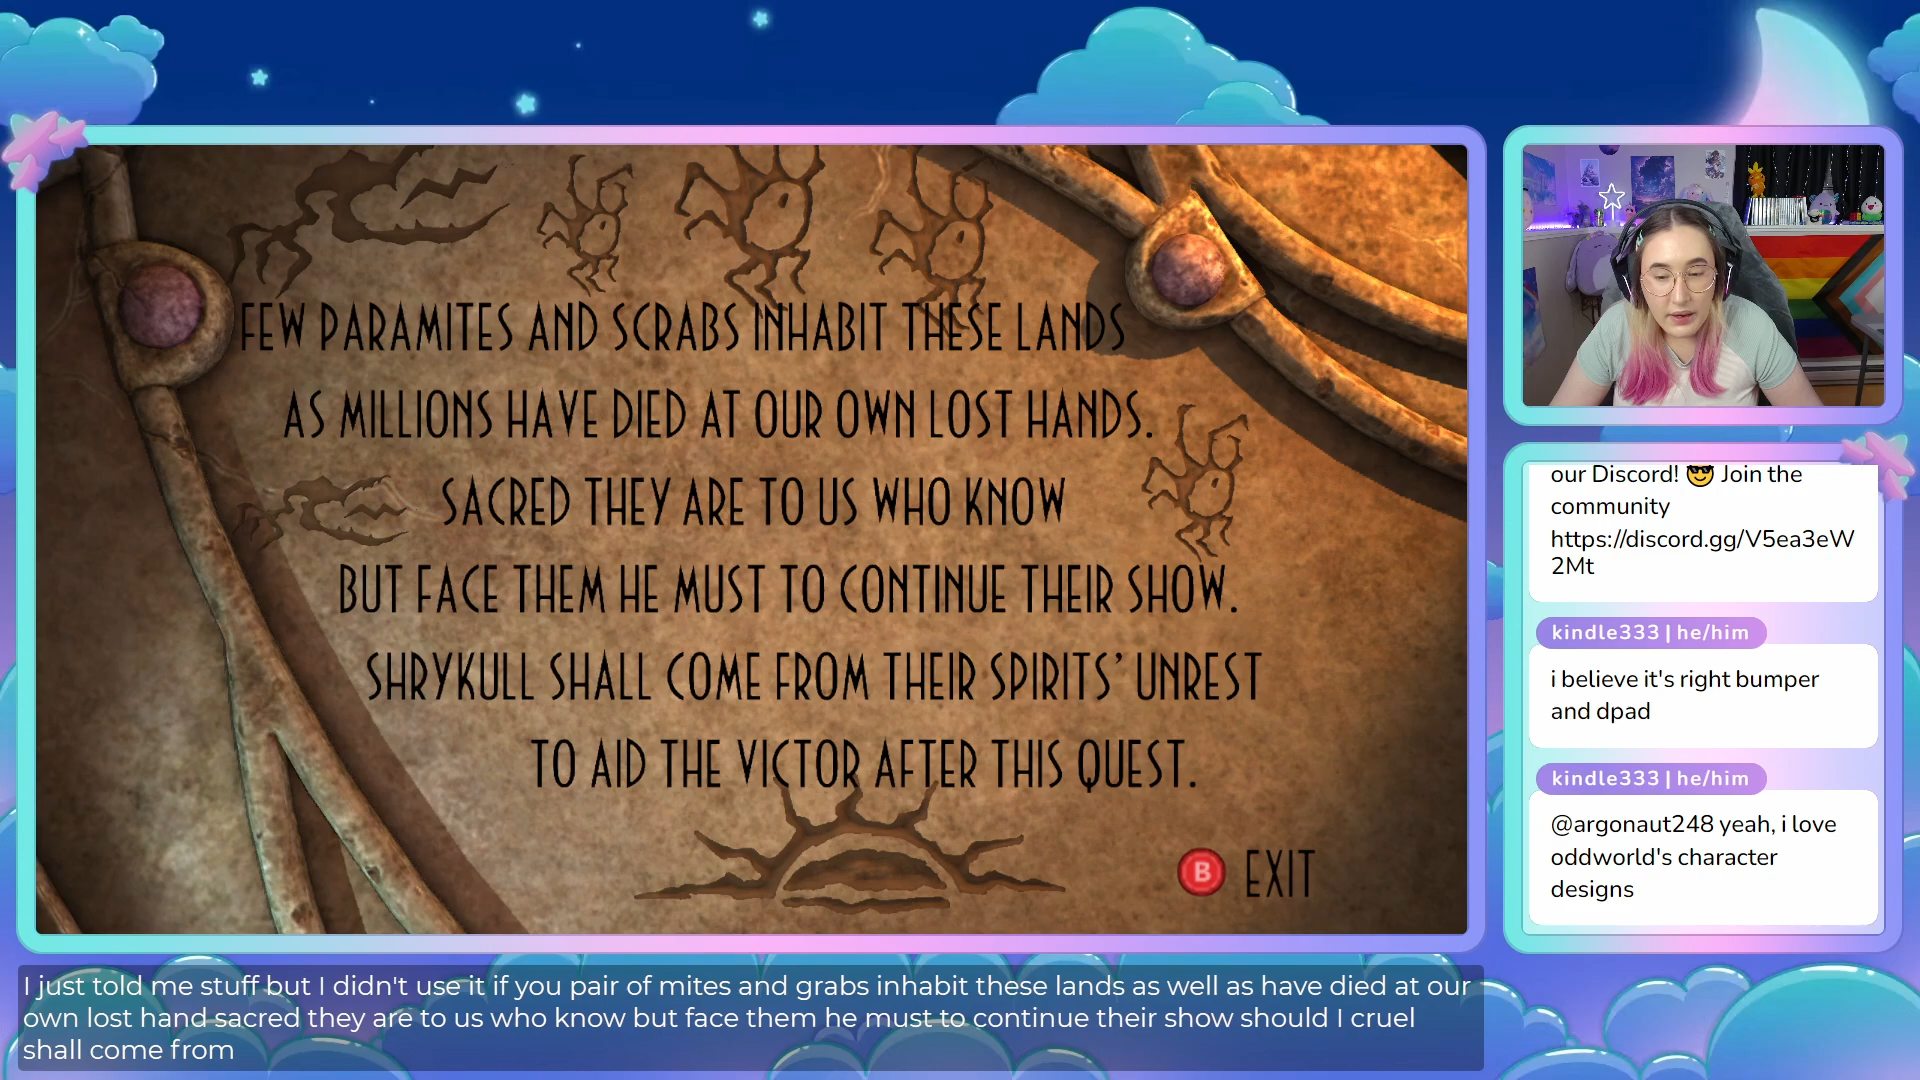 FEW PARAMITES AND SCRABS INHABIT THESE LANDS
AS MILLIONS HAVE DIED AT OUR OWN LOST HANDS.
SACRED THEY ARE TO US WHO KNOW
BUT FACE THEM HE MUST TO CONTINUE THEIR SHOW.
SHRYKULL SHALL COME FROM THEIR SPIRITS' UNREST
TO AID THE VICTOR AFTER THIS QUEST.
B EXIT
our Discord! 😎 Join the
community
https://discord.gg/V5ea3eW
2Mt
kindle333 | he/him
i believe it's right bumper
and dpad
kindle333 | he/him
@argonaut248 yeah, i love
oddworld's character
designs
I just told me stuff but I didn't use it if you pair of mites and grabs inhabit these lands as well as have died at our
own lost hand sacred they are to us who know but face them he must to continue their show should I cruel
shall come from